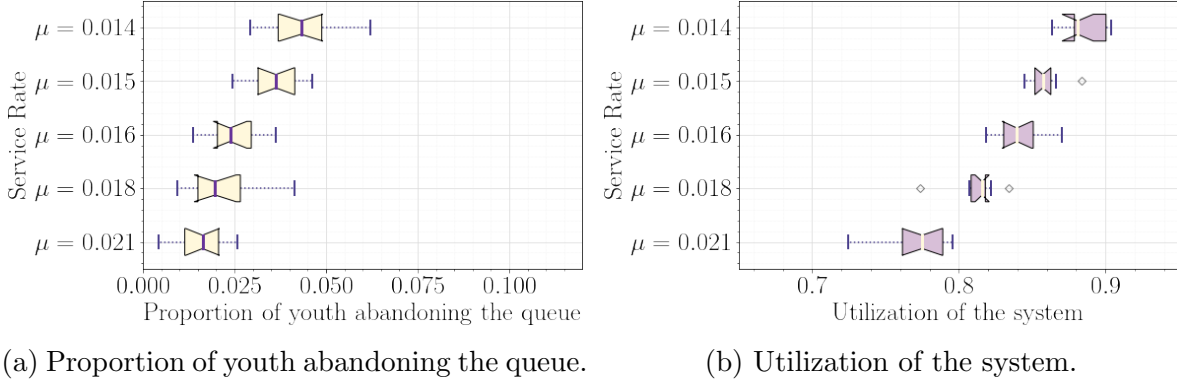 Service Rate
μ = 0.014
μ = 0.015
μ = 0.016
μ = 0.018
μ = 0.021
0.000 0.025 0.050 0.075 0.100
Proportion of youth abandoning the queue
(a) Proportion of youth abandoning the queue.
Service Rate
μ = 0.014
μ = 0.015
μ = 0.016
μ = 0.018
μ = 0.021
0.7 0.8 0.9
Utilization of the system
(b) Utilization of the system.